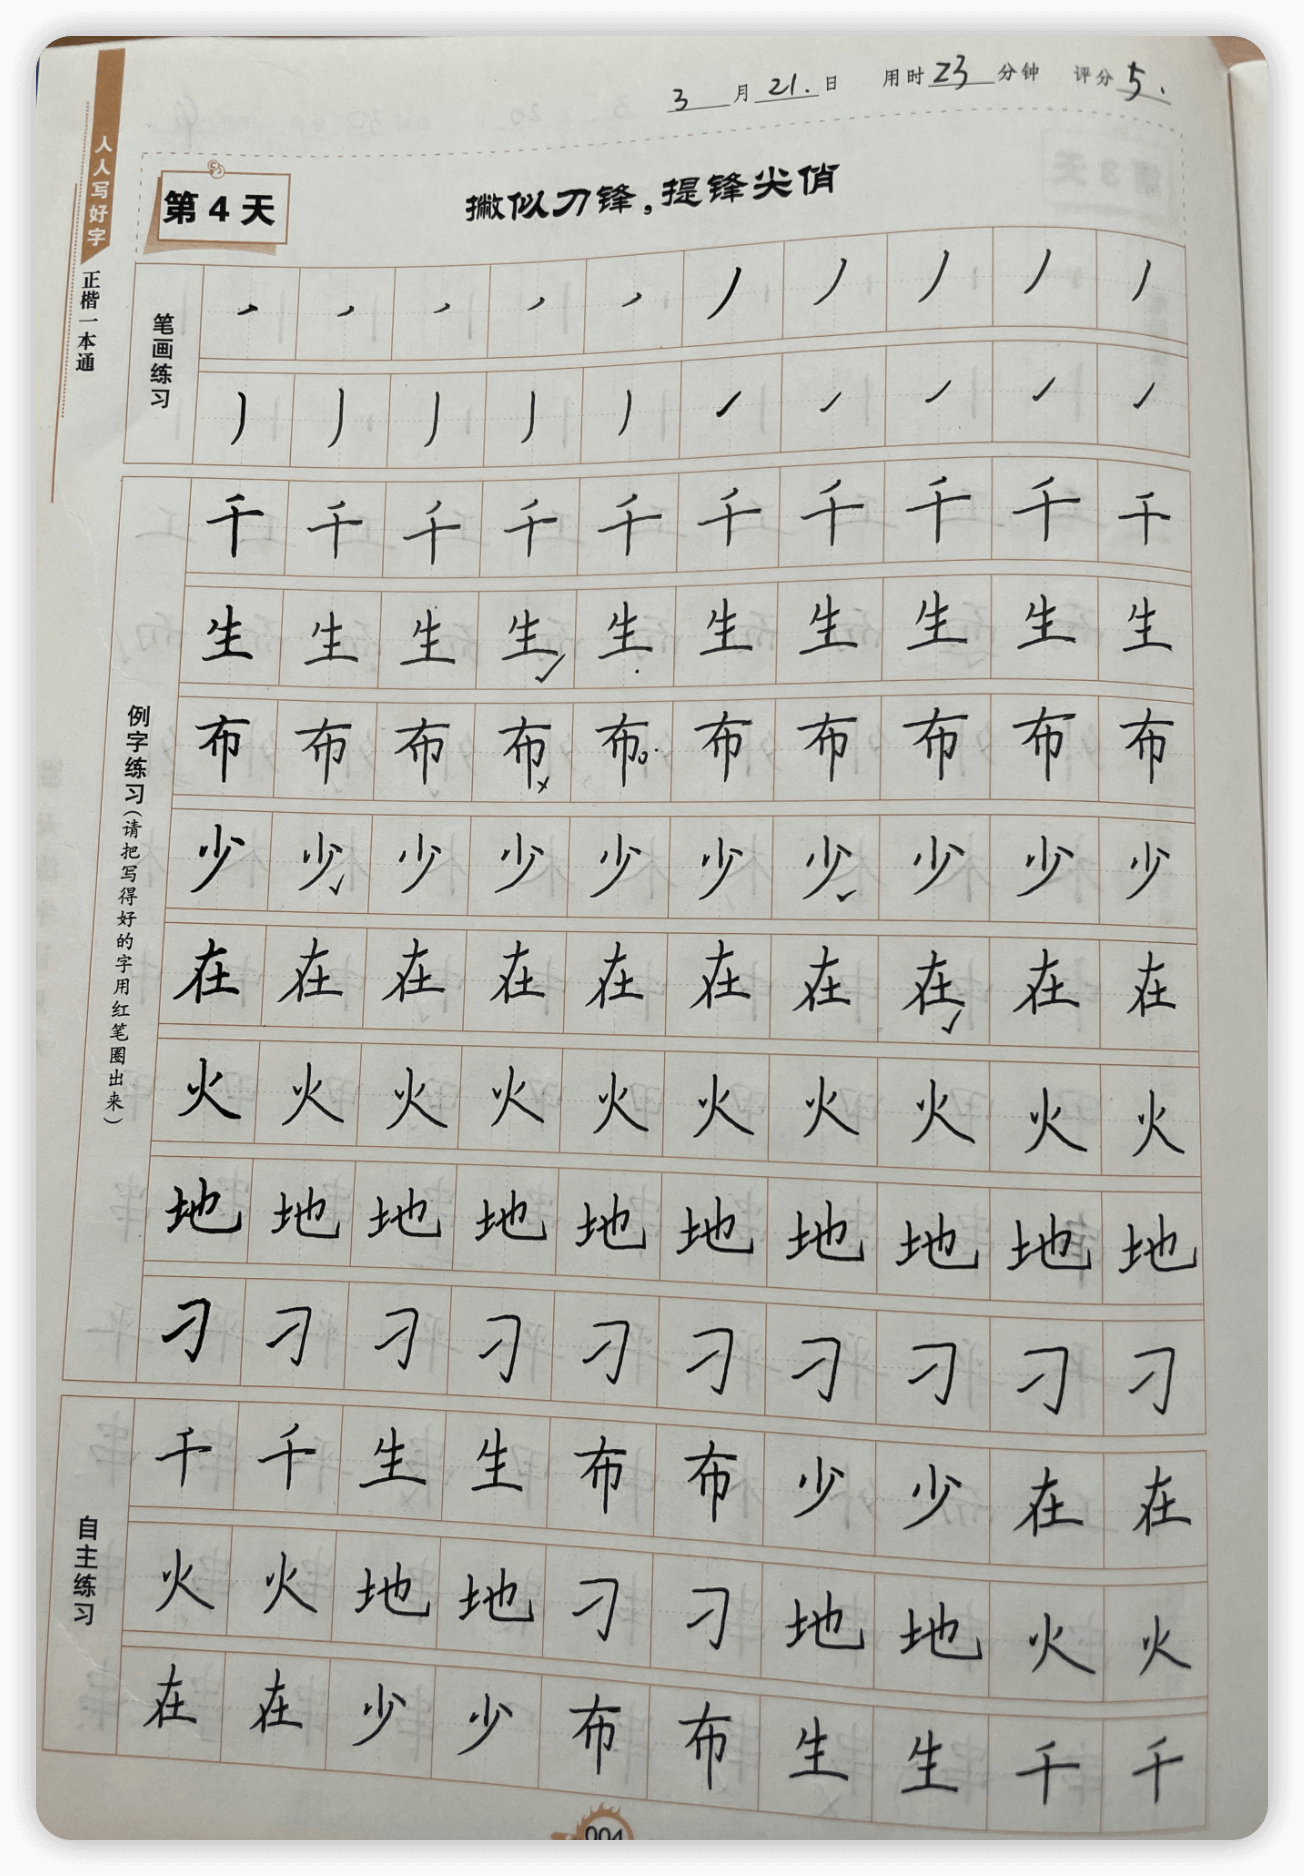 3月21.日 用时23分钟 评分5.
人人写好字
正楷一本通
第4天
撇似刀锋，提锋尖俏
笔画练习
例字练习（请把写得好的字用红笔圈出来）
千千千千千千千千千千
生生生生生生生生生生
布布布布布布布布布布
少少少少少少少少少少
在在在在在在在在在在
火火火火火火火火火火
地地地地地地地地地地
刁刁刁刁刁刁刁刁刁刁
自主练习
千千生生布布少少在在
火火地地刁刁地地火火
在在少少布布生生千千
004